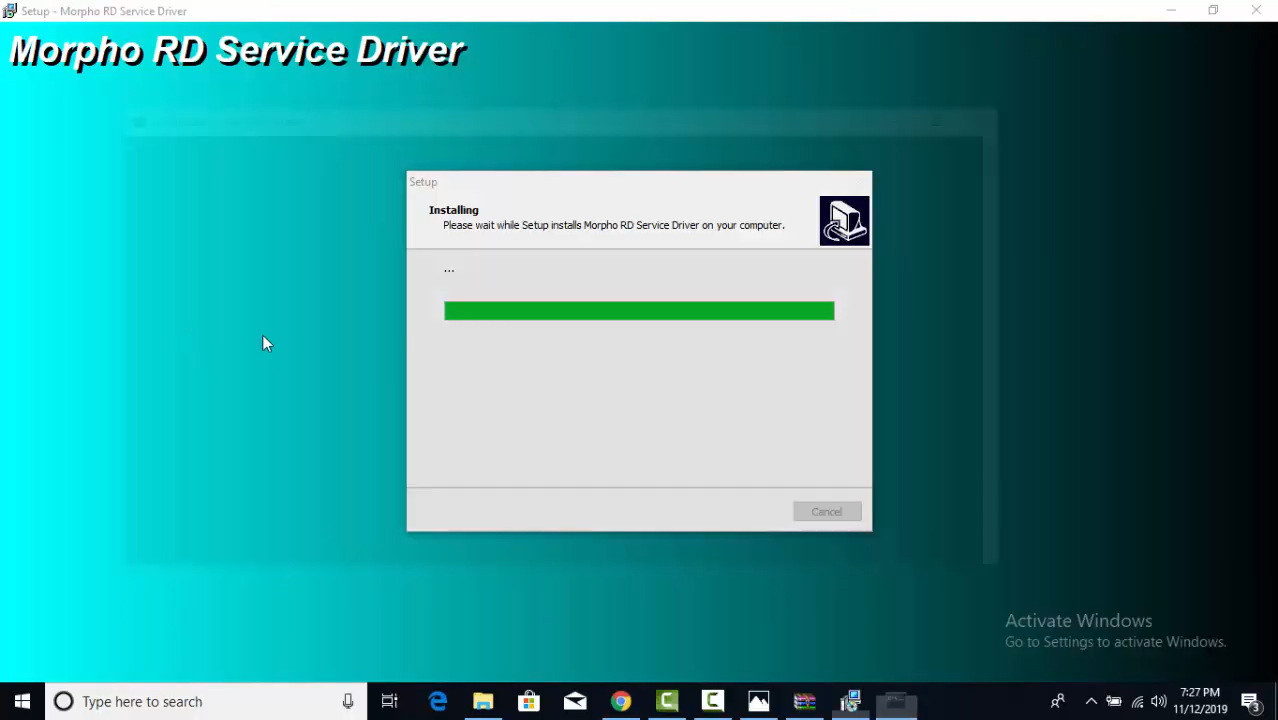 Setup - Morpho RD Service Driver
Morpho RD Service Driver
Setup
Installing
Please wait while Setup installs Morpho RD Service Driver on your computer.
...
Cancel
Activate Windows
Go to Settings to activate Windows.
Type here to search
7:27 PM
11/12/2019
3